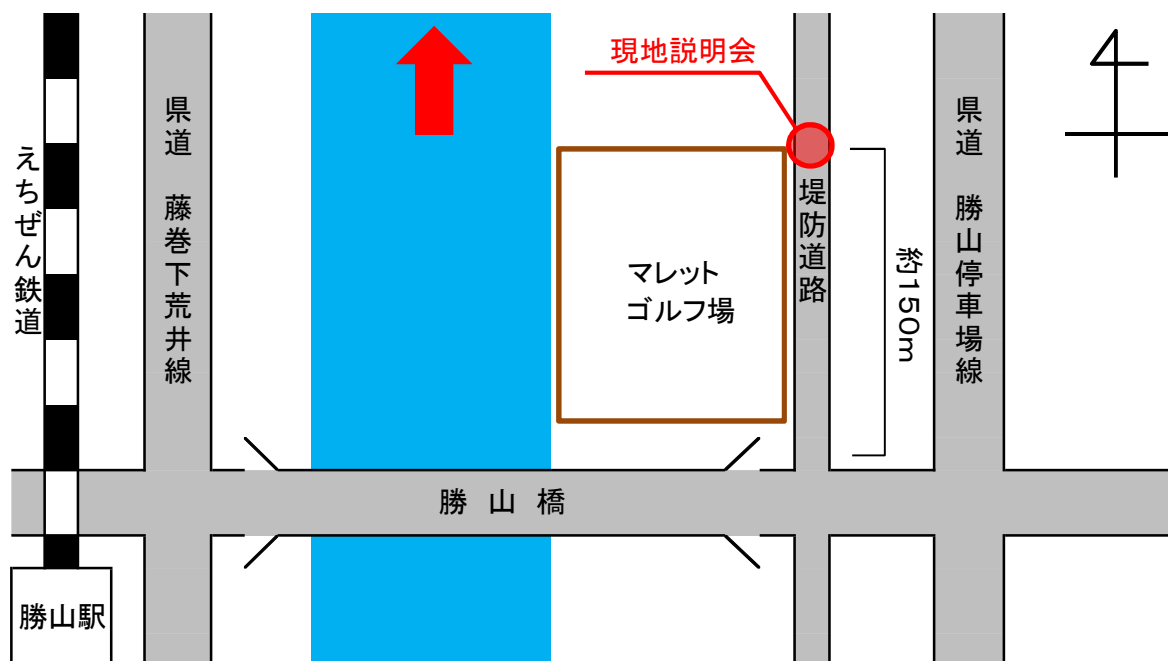 現地説明会
えちぜん鉄道
県道　藤巻下荒井線
堤防道路
県道　勝山停車場線
マレット
ゴルフ場
約150m
勝山橋
勝山駅